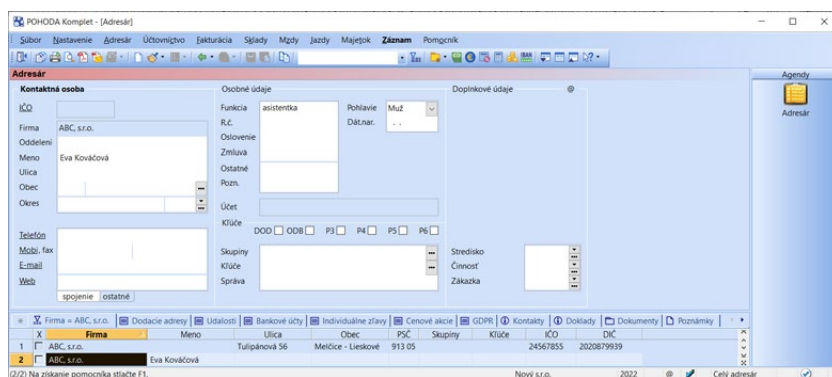 POHODA Komplet - [Adresár]
Súbor Nastavenie Adresár Účtovníctvo Fakturácia Sklady Mzdy Jazdy Majetok Záznam Pomocník
Adresár
Agendy
Adresár
Kontaktná osoba
IČO
Firma ABC, s.r.o.
Oddelení
Meno Eva Kováčová
Ulica
Obec
Okres
Telefón
Mobi, fax
E-mail
Web
spojenie ostatné
Osobné údaje
Funkcia asistentka
R.č.
Oslovenie
Zmluva
Ostatné
Pozn.
Pohlavie Muž
Dát.nar. . .
Účet
Kľúče
DOD ODB P3 P4 P5 P6
Skupiny
Kľúče
Správa
Doplnkové údaje @
Stredisko
Činnosť
Zákazka
Firma = ABC, s.r.o. Dodacie adresy Udalosti Bankové účty Individuálne zľavy Cenové akcie GDPR Kontakty Doklady Dokumenty Poznámky
X Firma Meno Ulica Obec PSČ Skupiny Kľúče IČO DIČ
1 ABC, s.r.o. Tulipánová 56 Melčice - Lieskové 913 05 24567855 2020879939
2 ABC, s.r.o. Eva Kováčová
(2/2) Na získanie pomocníka stlačte F1. Nový s.r.o. 2022 @ Celý adresár